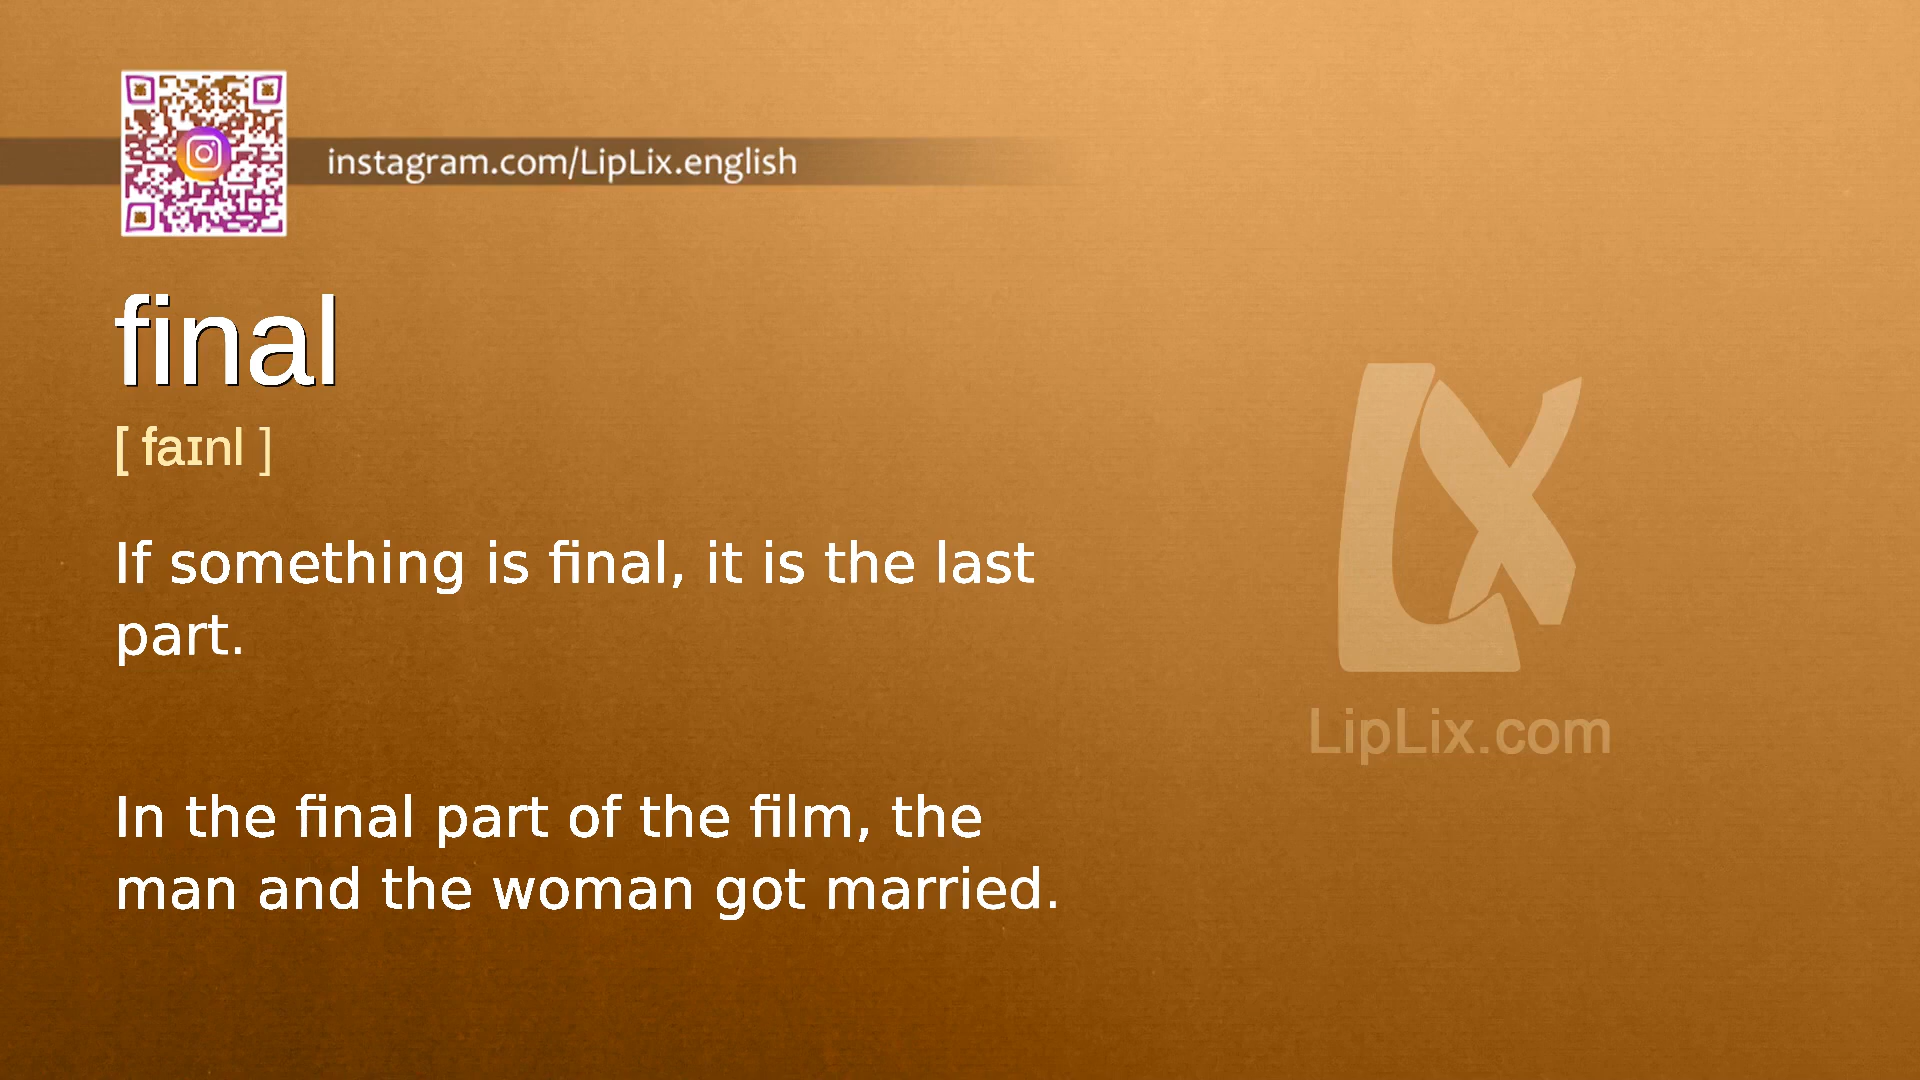 instagram.com/LipLix.english
final
[ faɪnl ]
If something is final, it is the last
part.
In the final part of the film, the
man and the woman got married.
LX
LipLix.com